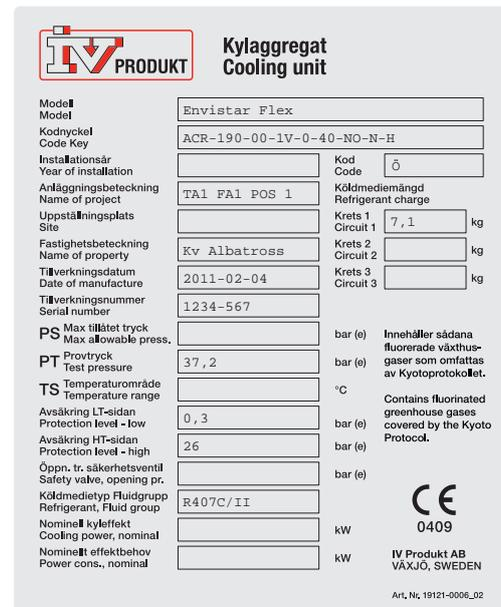 IV PRODUKT
Kylaggregat
Cooling unit
Modell
Model
Envistar Flex
Kodnyckel
Code Key
ACR-190-00-1V-0-40-NO-N-H
Installationsår
Year of installation
Kod
Code
Ö
Anläggningsbeteckning
Name of project
TA1 FA1 POS 1
Köldmediemängd
Refrigerant charge
Uppställningsplats
Site
Krets 1
Circuit 1
7,1
kg
Fastighetsbeteckning
Name of property
Kv Albatross
Krets 2
Circuit 2
kg
Tillverkningsdatum
Date of manufacture
2011-02-04
Krets 3
Circuit 3
kg
Tillverkningsnummer
Serial number
1234-567
PS Max tillåtet tryck
Max allowable press.
bar (e)
PT Provtryck
Test pressure
37,2
bar (e)
TS Temperaturområde
Temperature range
°C
Avsäkring LT-sidan
Protection level - low
0,3
bar (e)
Avsäkring HT-sidan
Protection level - high
26
bar (e)
Öppn. tr. säkerhetsventil
Safety valve, opening pr.
bar (e)
Köldmedietyp Fluidgrupp
Refrigerant, Fluid group
R407C/II
Nominell kyleffekt
Cooling power, nominal
kW
Nominellt effektbehov
Power cons., nominal
kW
Innehåller sådana
fluorerade växthus-
gaser som omfattas
av Kyotoprotokollet.
Contains fluorinated
greenhouse gases
covered by the Kyoto
Protocol.
CE
0409
IV Produkt AB
VÄXJÖ, SWEDEN
Art. Nr. 19121-0006_02